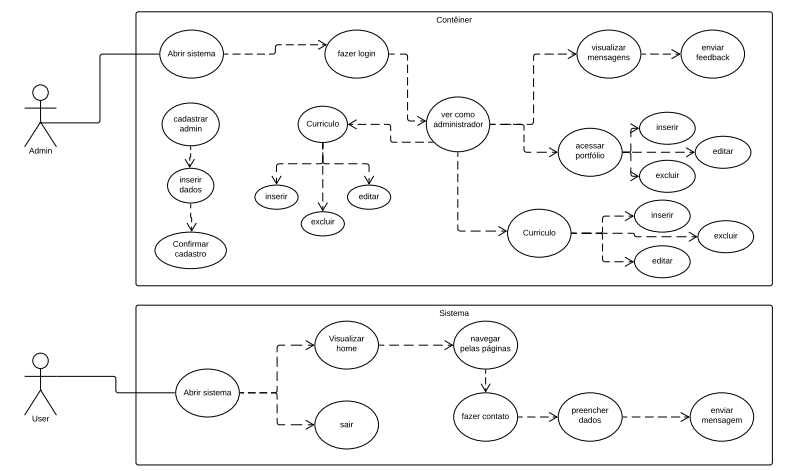 Contêiner
Abrir sistema
fazer login
visualizar
mensagens
enviar
feedback
Admin
cadastrar
admin
Curriculo
ver como
administrador
inserir
acessar
portfólio
editar
excluir
inserir
dados
inserir
editar
excluir
inserir
Curriculo
excluir
editar
Confirmar
cadastro
Sistema
User
Abrir sistema
Visualizar
home
navegar
pelas páginas
sair
fazer contato
preencher
dados
enviar
mensagem